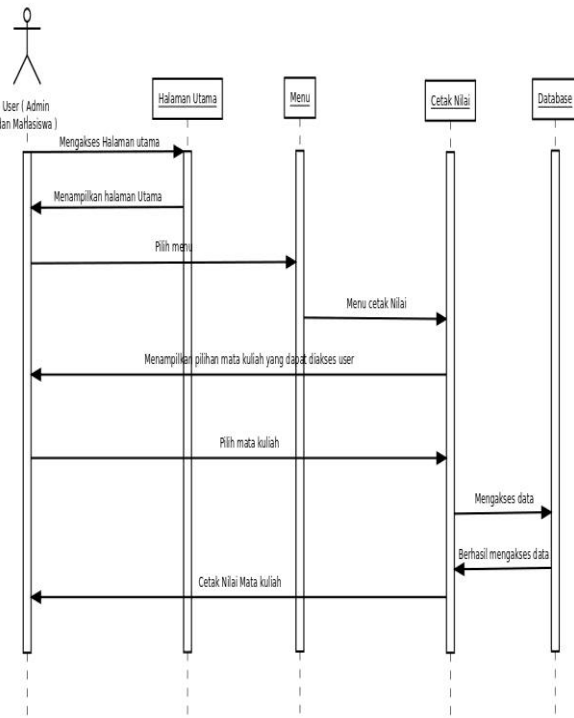 User ( Admin
dan Mahasiswa )
Halaman Utama
Menu
Cetak Nilai
Database
Mengakses Halaman utama
Menampilkan halaman Utama
Pilih menu
Menu cetak Nilai
Menampilkan pilihan mata kuliah yang dapat diakses user
Pilih mata kuliah
Mengakses data
Berhasil mengakses data
Cetak Nilai Mata kuliah